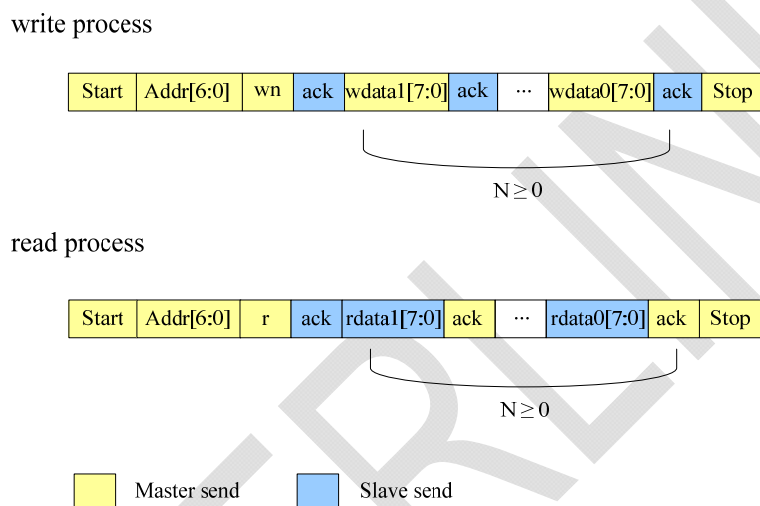 write process
Start Addr[6:0] wn ack wdata1[7:0] ack ... wdata0[7:0] ack Stop
N ≥ 0
read process
Start Addr[6:0] r ack rdata1[7:0] ack ... rdata0[7:0] ack Stop
N ≥ 0
Master send Slave send